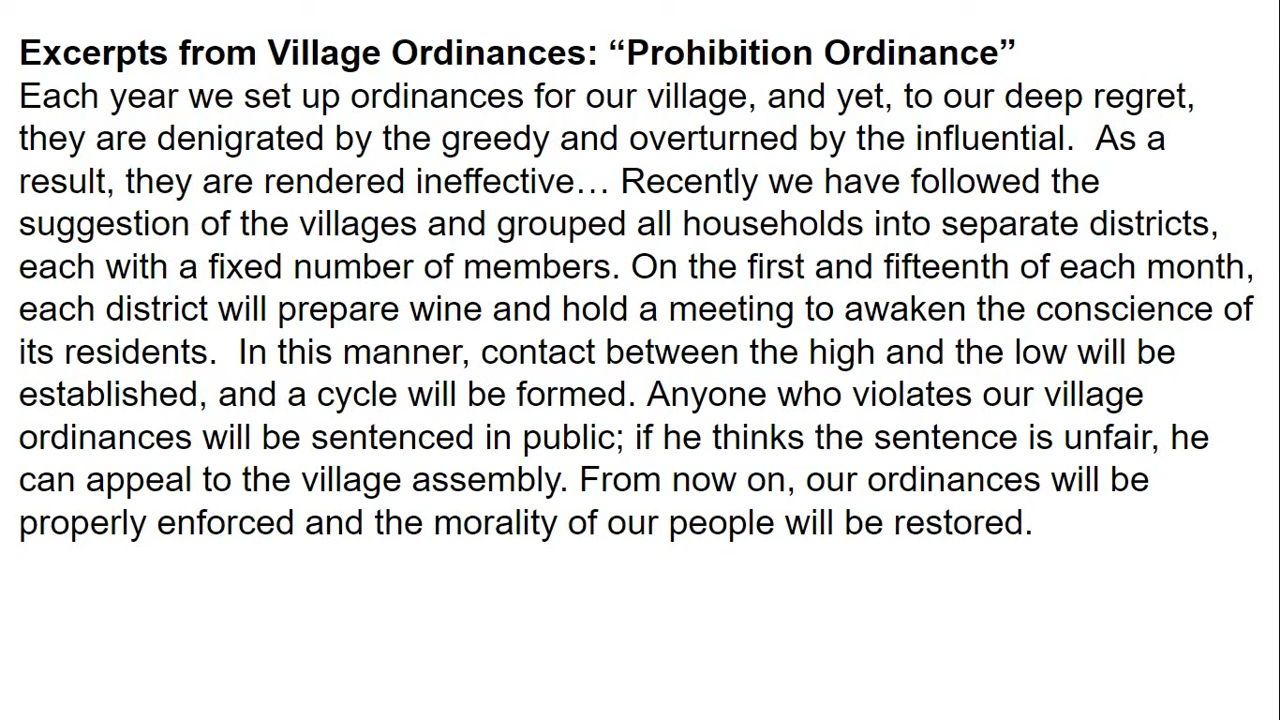 Excerpts from Village Ordinances: “Prohibition Ordinance”
Each year we set up ordinances for our village, and yet, to our deep regret,
they are denigrated by the greedy and overturned by the influential.  As a
result, they are rendered ineffective… Recently we have followed the
suggestion of the villages and grouped all households into separate districts,
each with a fixed number of members. On the first and fifteenth of each month,
each district will prepare wine and hold a meeting to awaken the conscience of
its residents.  In this manner, contact between the high and the low will be
established, and a cycle will be formed. Anyone who violates our village
ordinances will be sentenced in public; if he thinks the sentence is unfair, he
can appeal to the village assembly. From now on, our ordinances will be
properly enforced and the morality of our people will be restored.